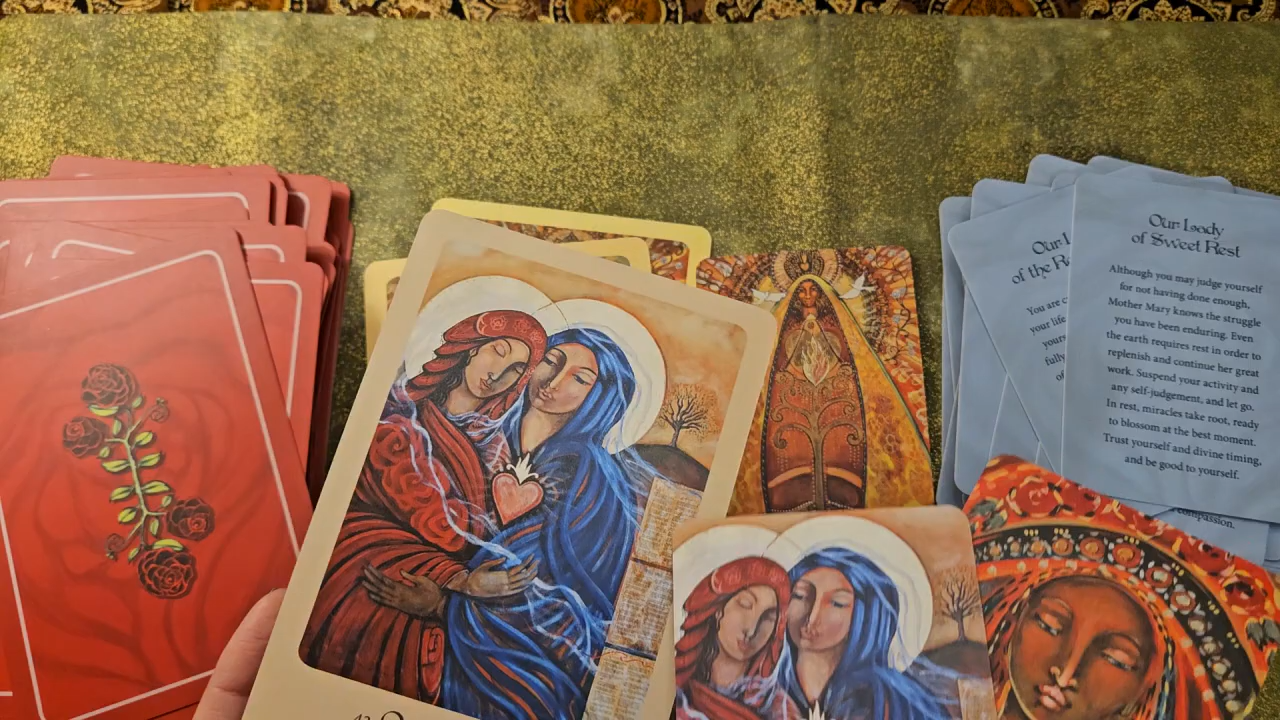 Our Lady
of Sweet Rest
Although you may judge yourself
for not having done enough,
Mother Mary knows the struggle
you have been enduring. Even
the earth requires rest in order to
replenish and continue her great
work. Suspend your activity and
any self-judgement, and let go.
In rest, miracles take root, ready
to blossom at the best moment.
Trust yourself and divine timing,
and be good to yourself.
Our
of the
You are
your life
yours
fully
compassion.